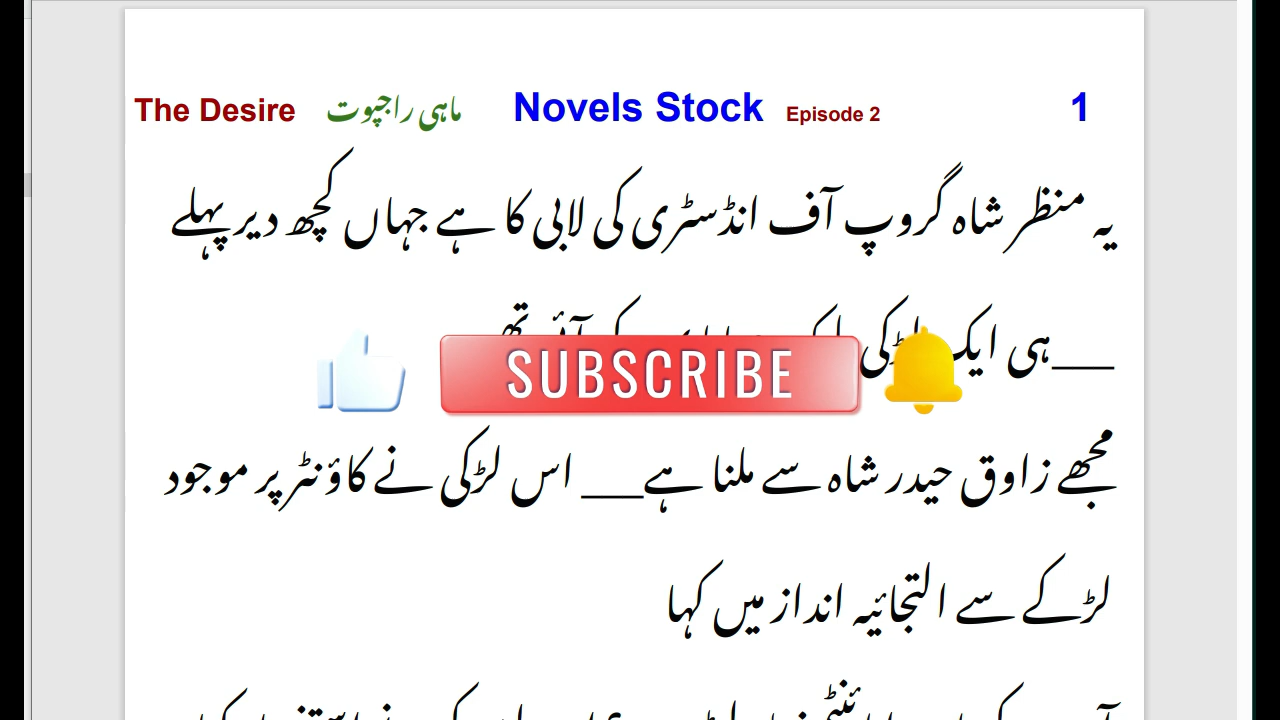 The Desire ماہی راجپوت Novels Stock Episode 2 1
یہ منظر شاہ گروپ آف انڈسٹری کی لابی کا ہے جہاں کچھ دیر پہلے
ہی ایک لڑکی
SUBSCRIBE
مجھے زاوق حیدر شاہ سے ملنا ہے__ اس لڑکی نے کاؤنٹر پر موجود
لڑکے سے التجائیہ انداز میں کہا